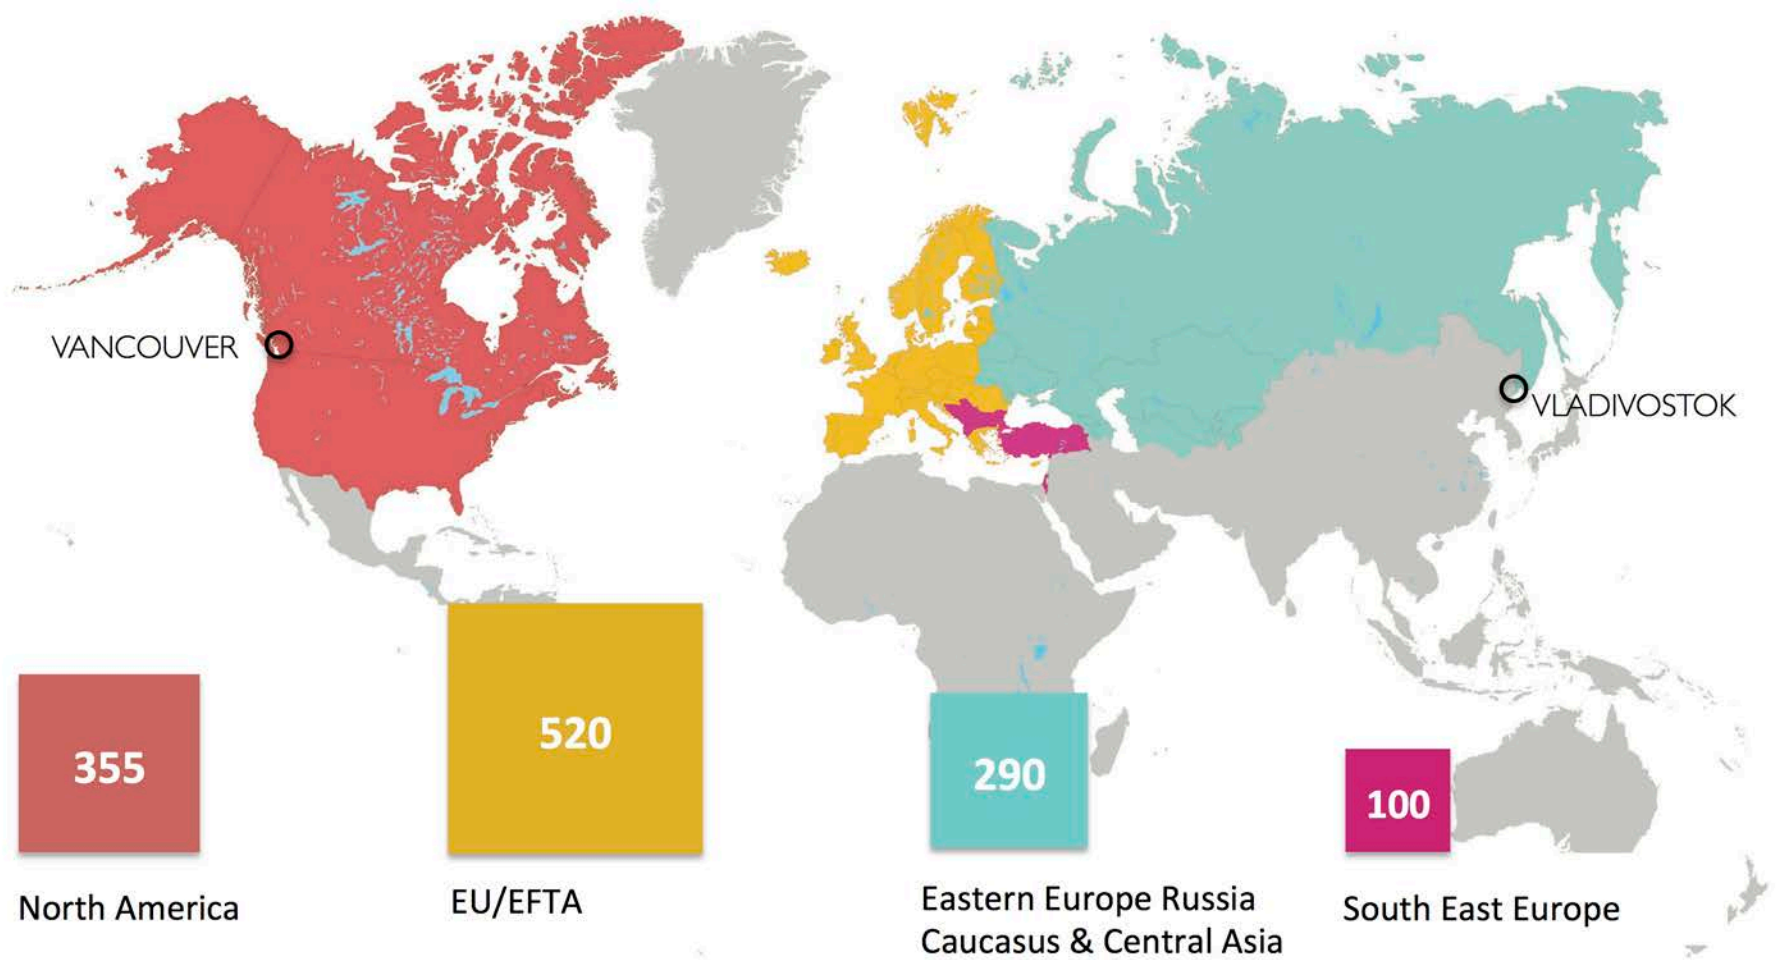 VANCOUVER
VLADIVOSTOK
355
520
290
100
North America
EU/EFTA
Eastern Europe Russia
Caucasus & Central Asia
South East Europe